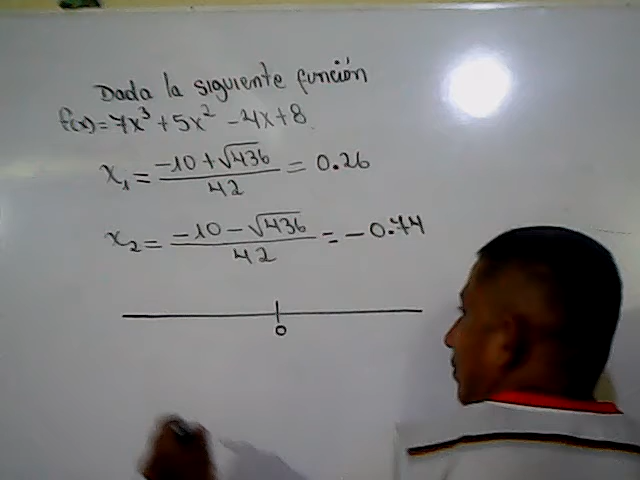 Dada la siguiente función
f(x)=7x³+5x²-4x+8
x₁=(-10+√436)/42=0.26
x₂=(-10-√436)/42=-0.74
0